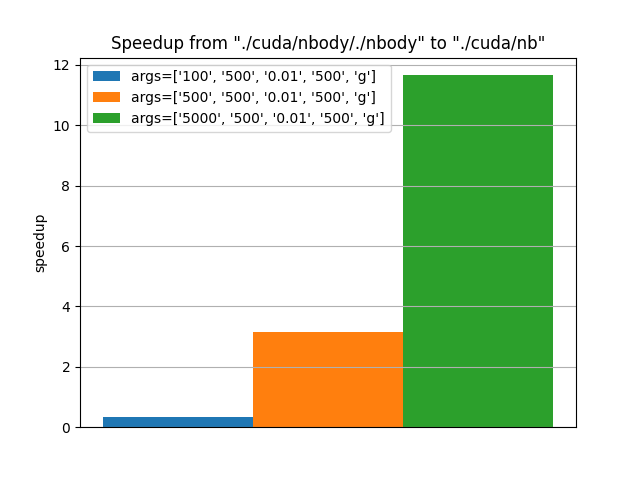 Speedup from "./cuda/nbody/./nbody" to "./cuda/nb"
args=['100', '500', '0.01', '500', 'g']
args=['500', '500', '0.01', '500', 'g']
args=['5000', '500', '0.01', '500', 'g']
speedup
12
10
8
6
4
2
0